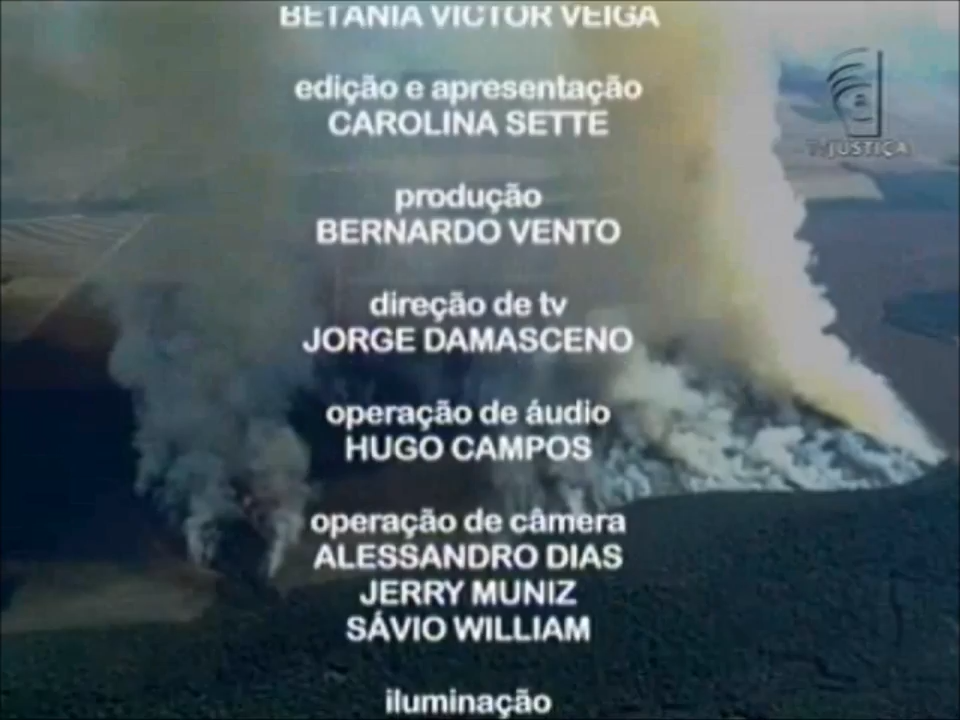 BETANIA VICTOR VEIGA
edição e apresentação
CAROLINA SETTE
produção
BERNARDO VENTO
direção de tv
JORGE DAMASCENO
operação de áudio
HUGO CAMPOS
operação de câmera
ALESSANDRO DIAS
JERRY MUNIZ
SÁVIO WILLIAM
iluminação
TV JUSTIÇA